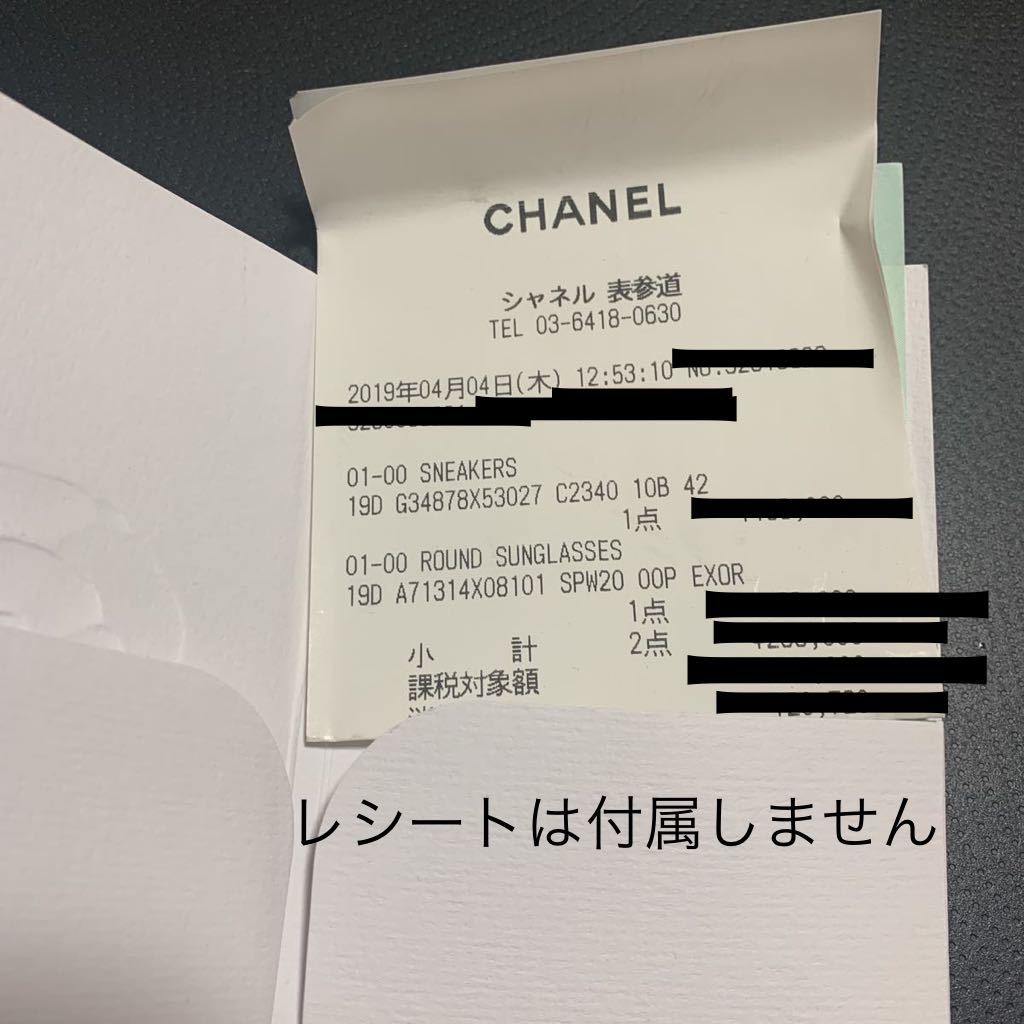 CHANEL
シャネル 表参道
TEL 03-6418-0630
2019年04月04日(木) 12:53:10
01-00 SNEAKERS
19D G34878X53027 C2340 10B 42
1点
01-00 ROUND SUNGLASSES
19D A71314X08101 SPW20 00P EXOR
1点
小計 2点
課税対象額
レシートは付属しません